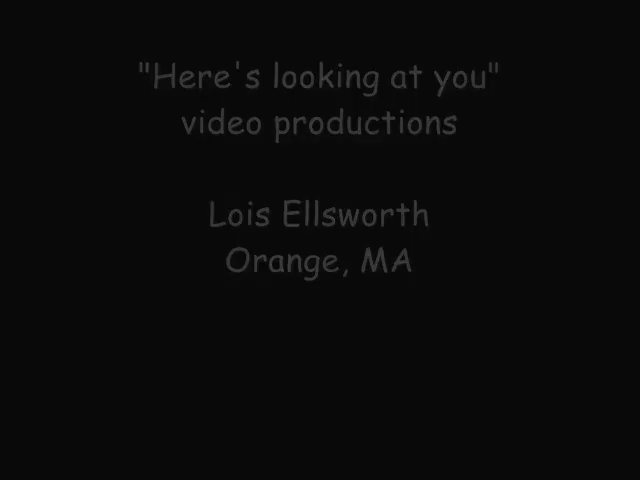 "Here's looking at you"
video productions
Lois Ellsworth
Orange, MA